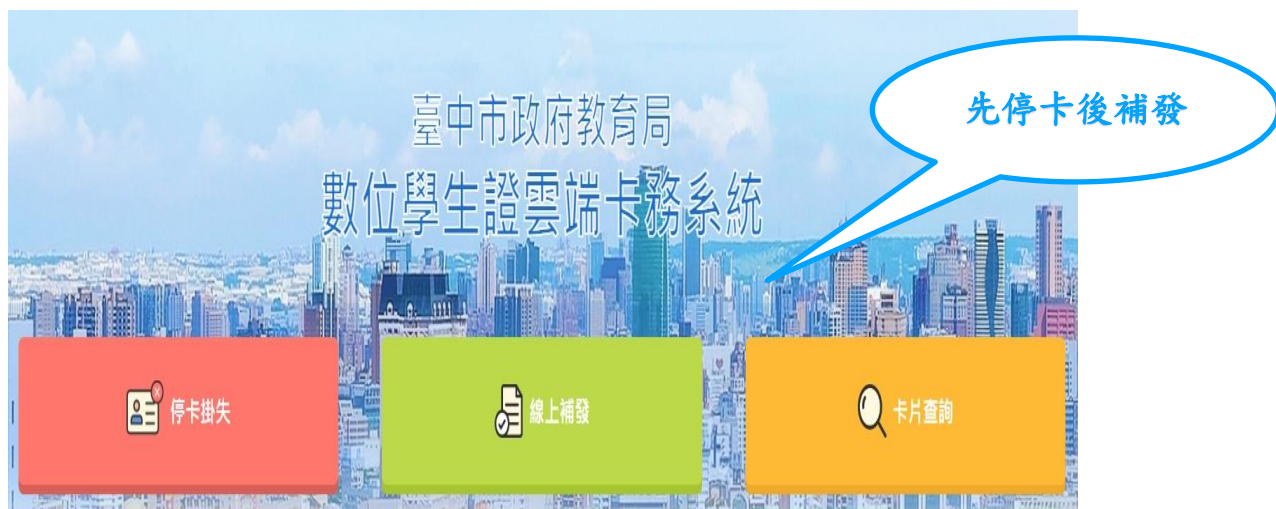 臺中市政府教育局
數位學生證雲端卡務系統
先停卡後補發
停卡掛失
線上補發
卡片查詢